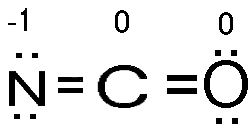 -1 0 0
N = C = O